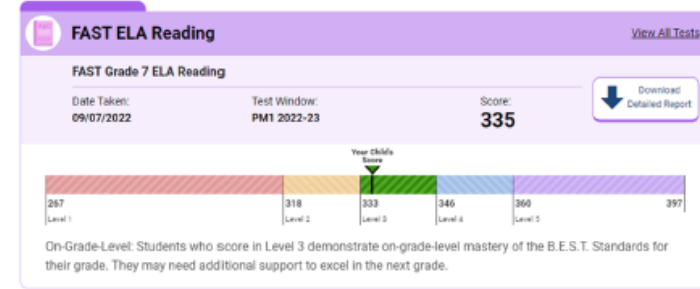 FAST ELA Reading
View All Tests
FAST Grade 7 ELA Reading
Date Taken:
Test Window:
Score:
09/07/2022
PM1 2022-23
335
Download
Detailed Report
Your Child's
Score
267
318
333
346
360
397
Level 1
Level 2
Level 3
Level 4
Level 5
On-Grade-Level: Students who score in Level 3 demonstrate on-grade-level mastery of the B.E.S.T. Standards for
their grade. They may need additional support to excel in the next grade.